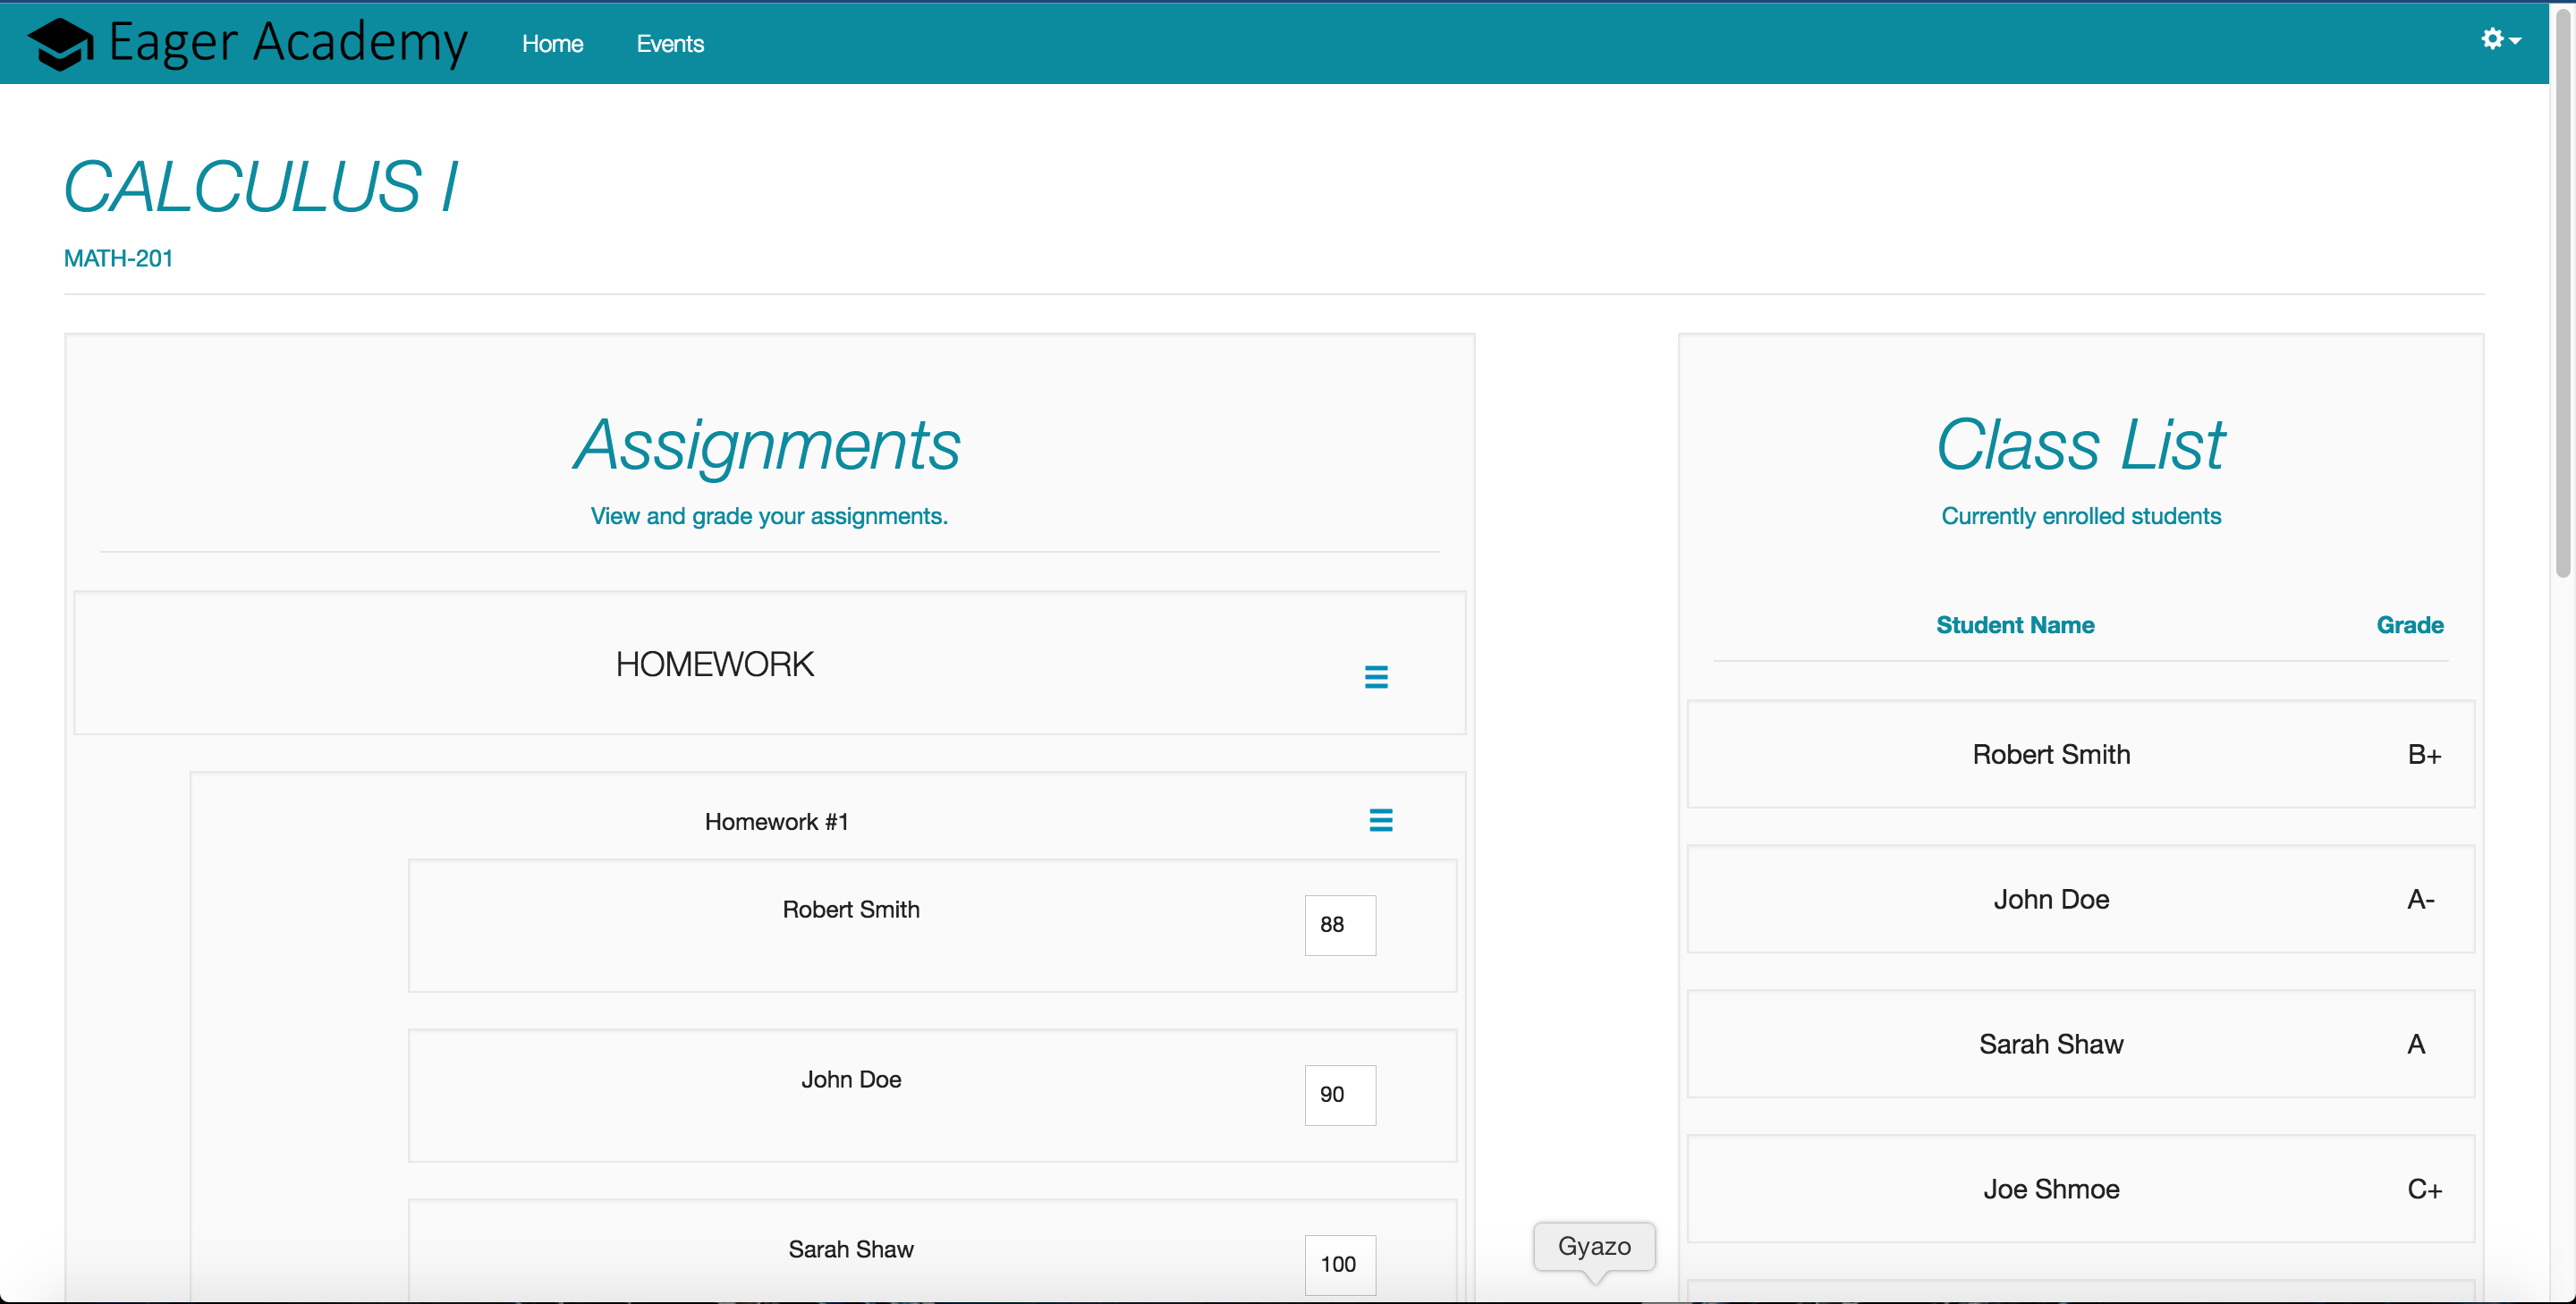 Eager Academy Home Events
CALCULUS I
MATH-201
Assignments
View and grade your assignments.
HOMEWORK
Homework #1
Robert Smith 88
John Doe 90
Sarah Shaw 100
Class List
Currently enrolled students
Student Name Grade
Robert Smith B+
John Doe A-
Sarah Shaw A
Joe Shmoe C+
Gyazo